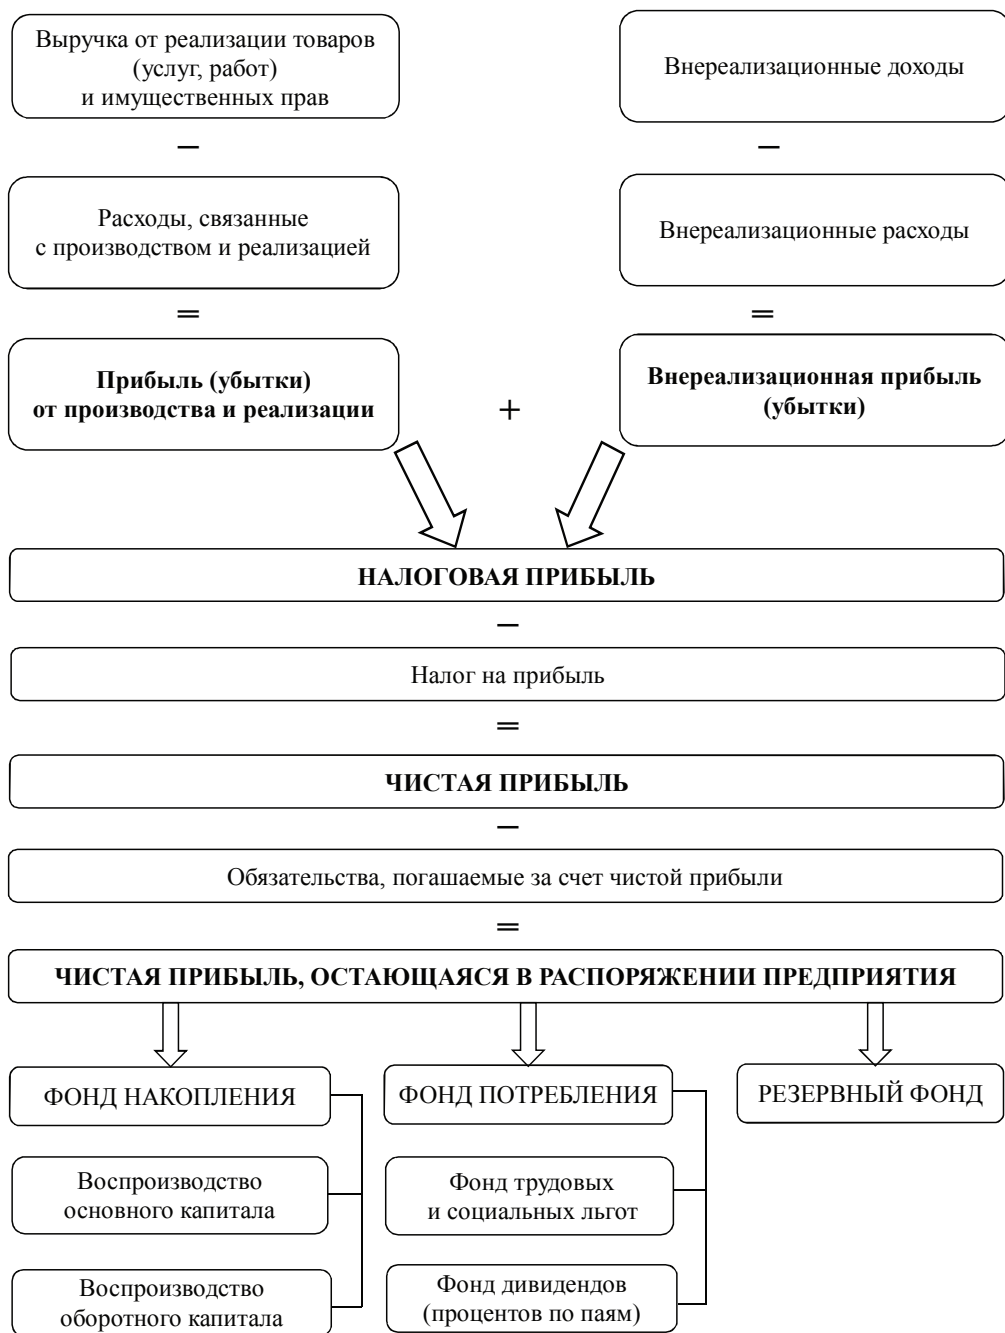 Выручка от реализации товаров
(услуг, работ)
и имущественных прав
Внереализационные доходы
–
–
Расходы, связанные
с производством и реализацией
Внереализационные расходы
=
=
Прибыль (убытки)
от производства и реализации
+
Внереализационная прибыль
(убытки)
НАЛОГОВАЯ ПРИБЫЛЬ
–
Налог на прибыль
=
ЧИСТАЯ ПРИБЫЛЬ
–
Обязательства, погашаемые за счет чистой прибыли
=
ЧИСТАЯ ПРИБЫЛЬ, ОСТАЮЩАЯСЯ В РАСПОРЯЖЕНИИ ПРЕДПРИЯТИЯ
ФОНД НАКОПЛЕНИЯ
ФОНД ПОТРЕБЛЕНИЯ
РЕЗЕРВНЫЙ ФОНД
Воспроизводство
основного капитала
Фонд трудовых
и социальных льгот
Воспроизводство
оборотного капитала
Фонд дивидендов
(процентов по паям)